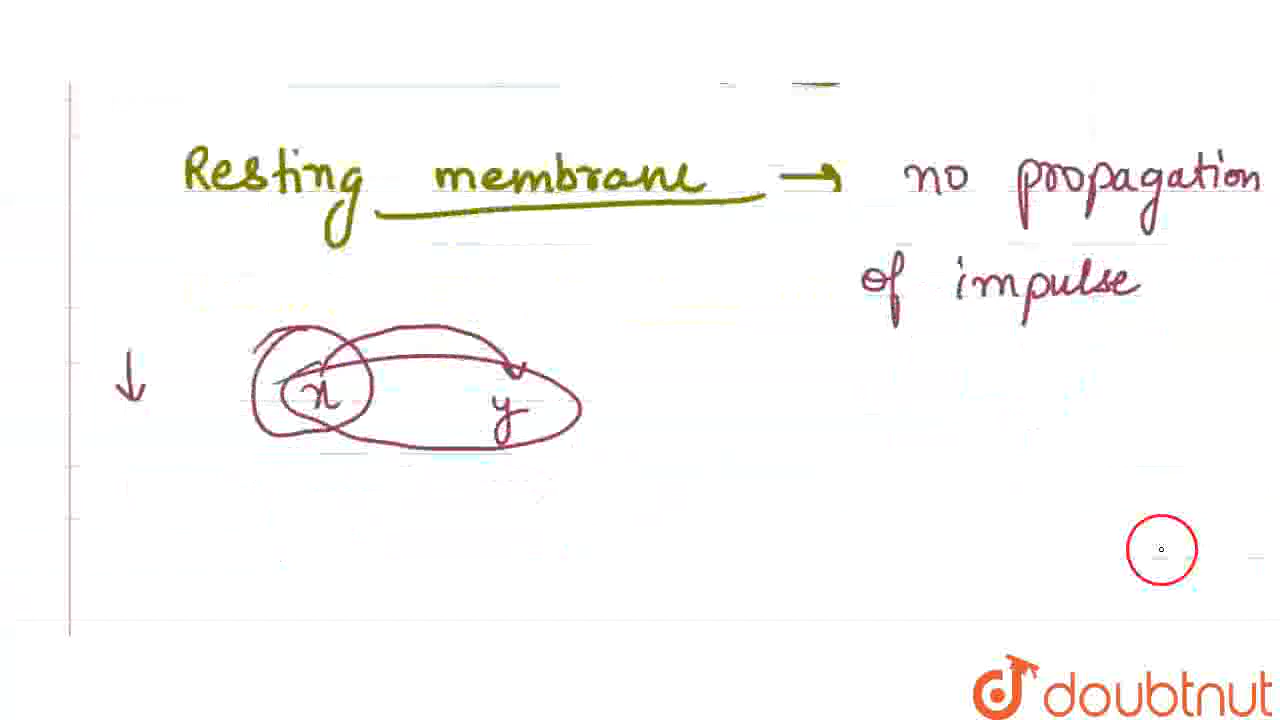 Resting membrane → no propagation
of impulse
↓ x y
doubtnut